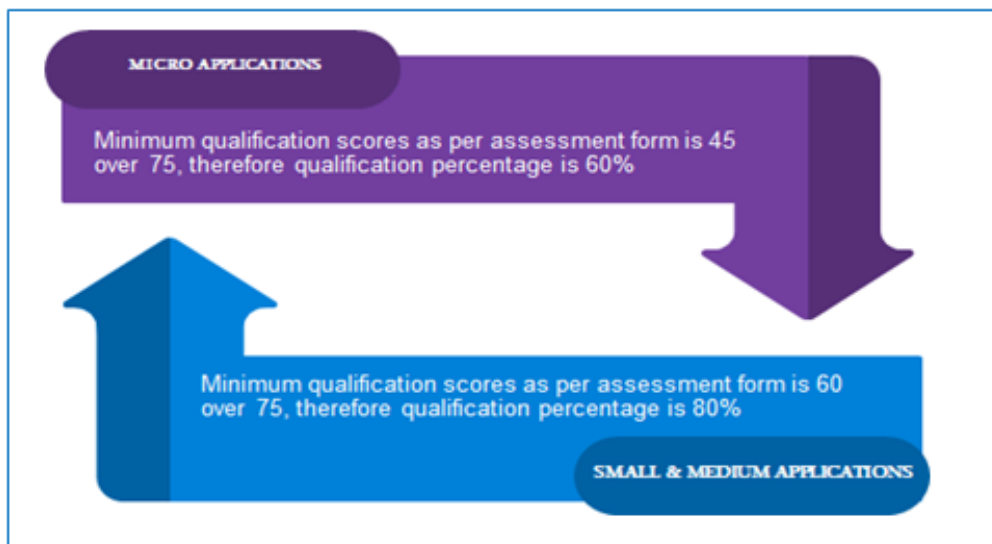 MICRO APPLICATIONS
Minimum qualification scores as per assessment form is 45
over 75, therefore qualification percentage is 60%
Minimum qualification scores as per assessment form is 60
over 75, therefore qualification percentage is 80%
SMALL & MEDIUM APPLICATIONS